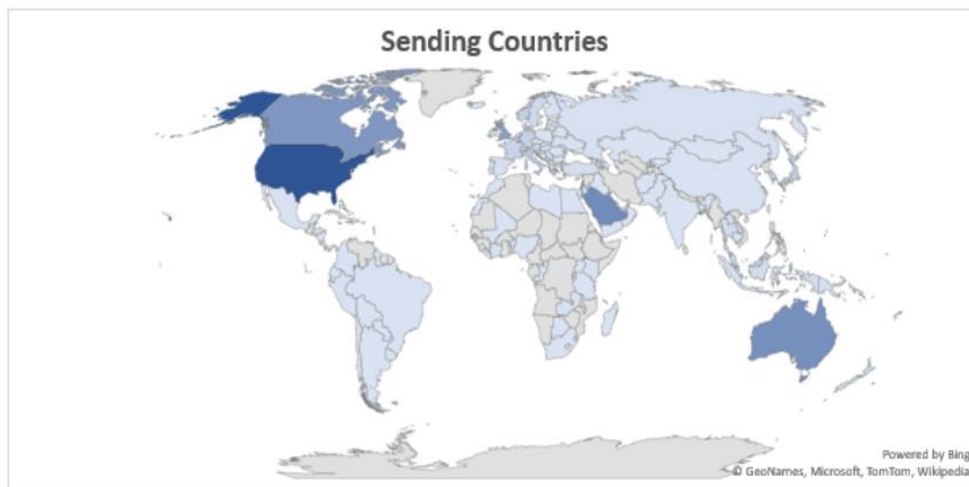 Sending Countries
Powered by Bing
© GeoNames, Microsoft, TomTom, Wikipedia